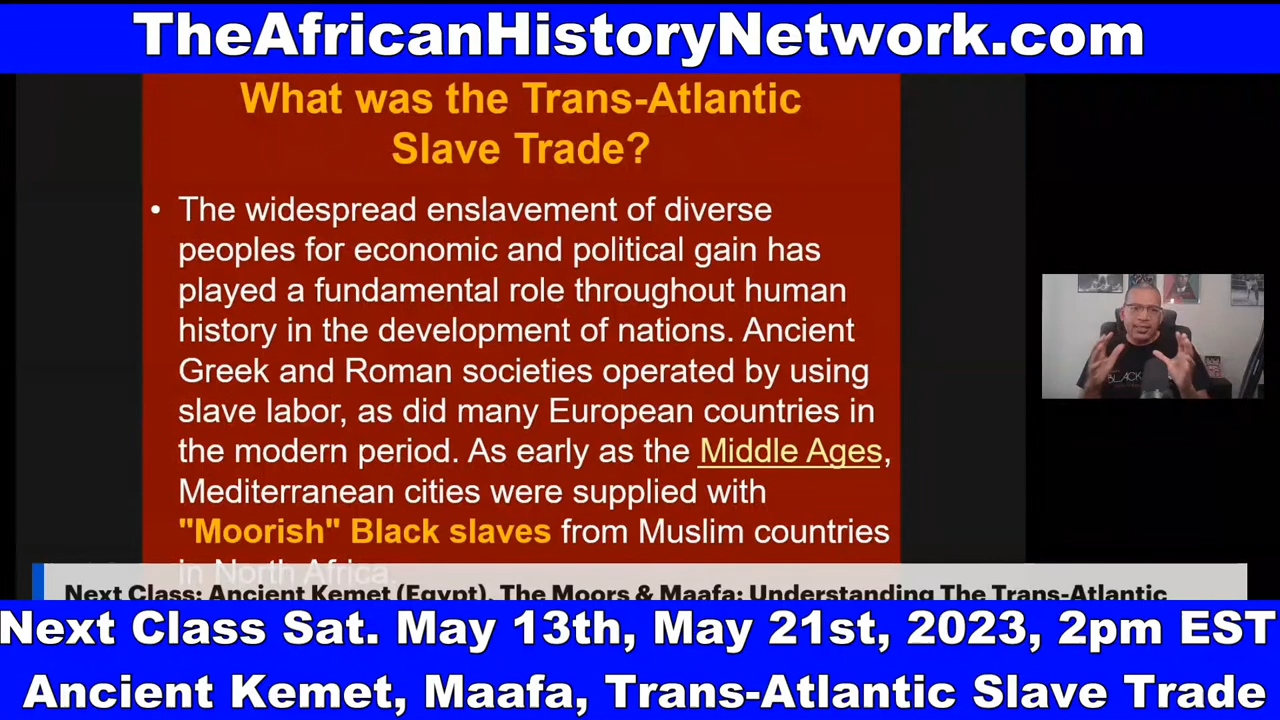 TheAfricanHistoryNetwork.com
What was the Trans-Atlantic
Slave Trade?
• The widespread enslavement of diverse
peoples for economic and political gain has
played a fundamental role throughout human
history in the development of nations. Ancient
Greek and Roman societies operated by using
slave labor, as did many European countries in
the modern period. As early as the Middle Ages,
Mediterranean cities were supplied with
"Moorish" Black slaves from Muslim countries
in North Africa.
BLACK
Next Class: Ancient Kemet (Egypt), The Moors & Maafa: Understanding The Trans-Atlantic
Next Class Sat. May 13th, May 21st, 2023, 2pm EST
Ancient Kemet, Maafa, Trans-Atlantic Slave Trade